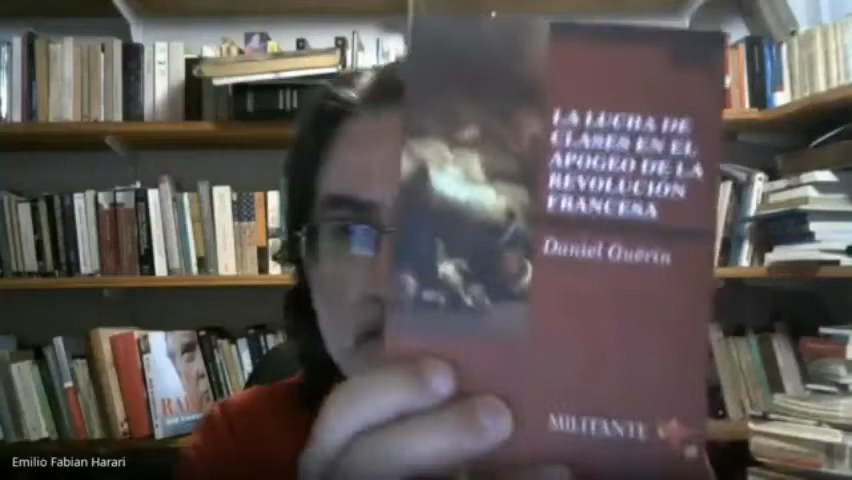 LA LUCHA DE
CLASES EN EL
APOGEO DE LA
REVOLUCIÓN
FRANCESA
Daniel Guérin
MILITANTE
Emilio Fabian Harari